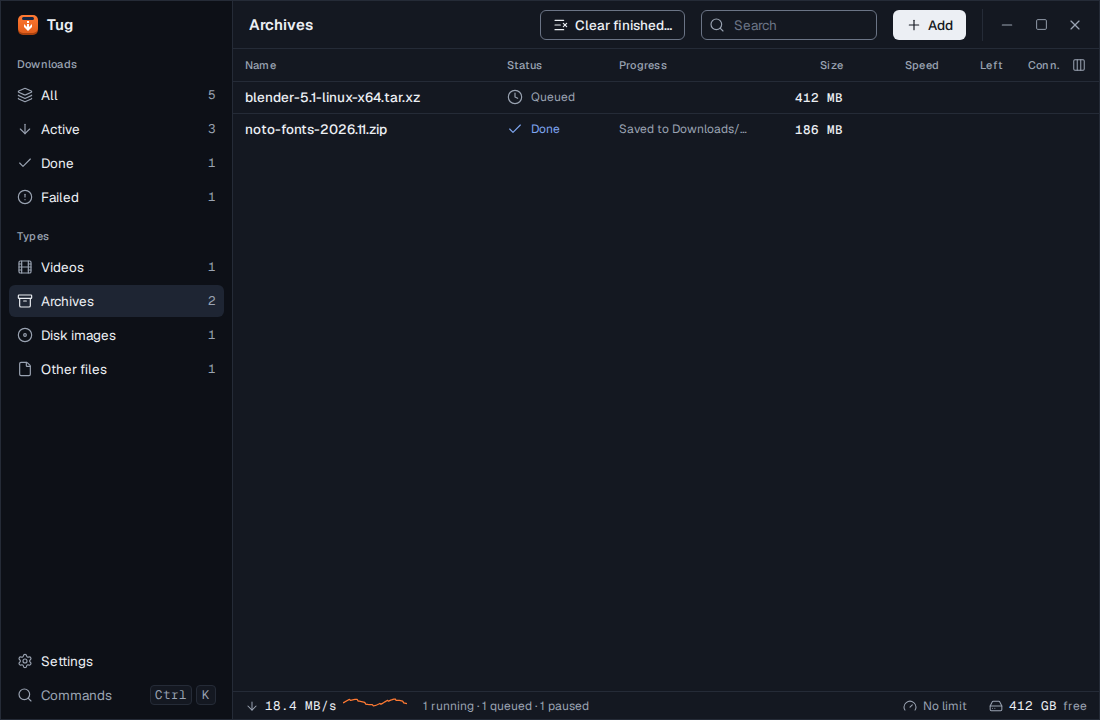 Tug
Downloads
All 5
Active 3
Done 1
Failed 1
Types
Videos 1
Archives 2
Disk images 1
Other files 1
Settings
Commands Ctrl K
Archives Clear finished… Search Add
Name Status Progress Size Speed Left Conn.
blender-5.1-linux-x64.tar.xz Queued 412 MB
noto-fonts-2026.11.zip Done Saved to Downloads/… 186 MB
18.4 MB/s 1 running · 1 queued · 1 paused No limit 412 GB free